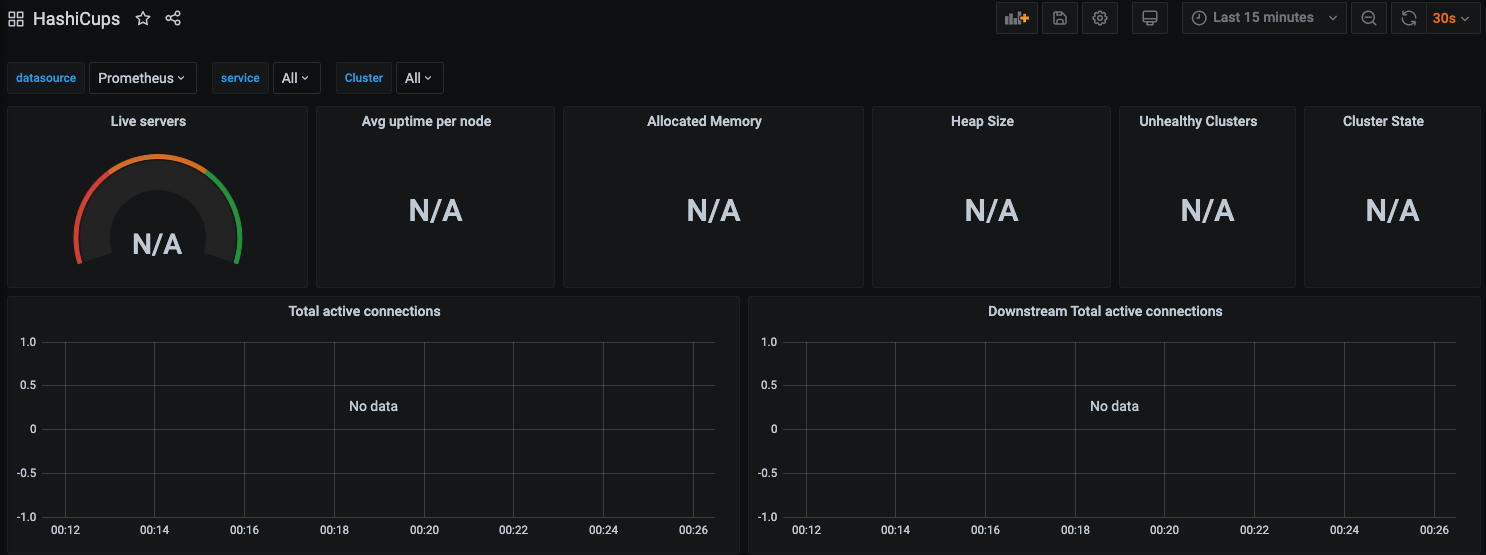 HashiCups
Last 15 minutes
30s
datasource Prometheus service All Cluster All
Live servers
N/A
Avg uptime per node
N/A
Allocated Memory
N/A
Heap Size
N/A
Unhealthy Clusters
N/A
Cluster State
N/A
Total active connections
1.0
0.5
No data
0
-0.5
-1.0
00:12 00:14 00:16 00:18 00:20 00:22 00:24 00:26
Downstream Total active connections
1.0
0.5
No data
0
-0.5
-1.0
00:12 00:14 00:16 00:18 00:20 00:22 00:24 00:26